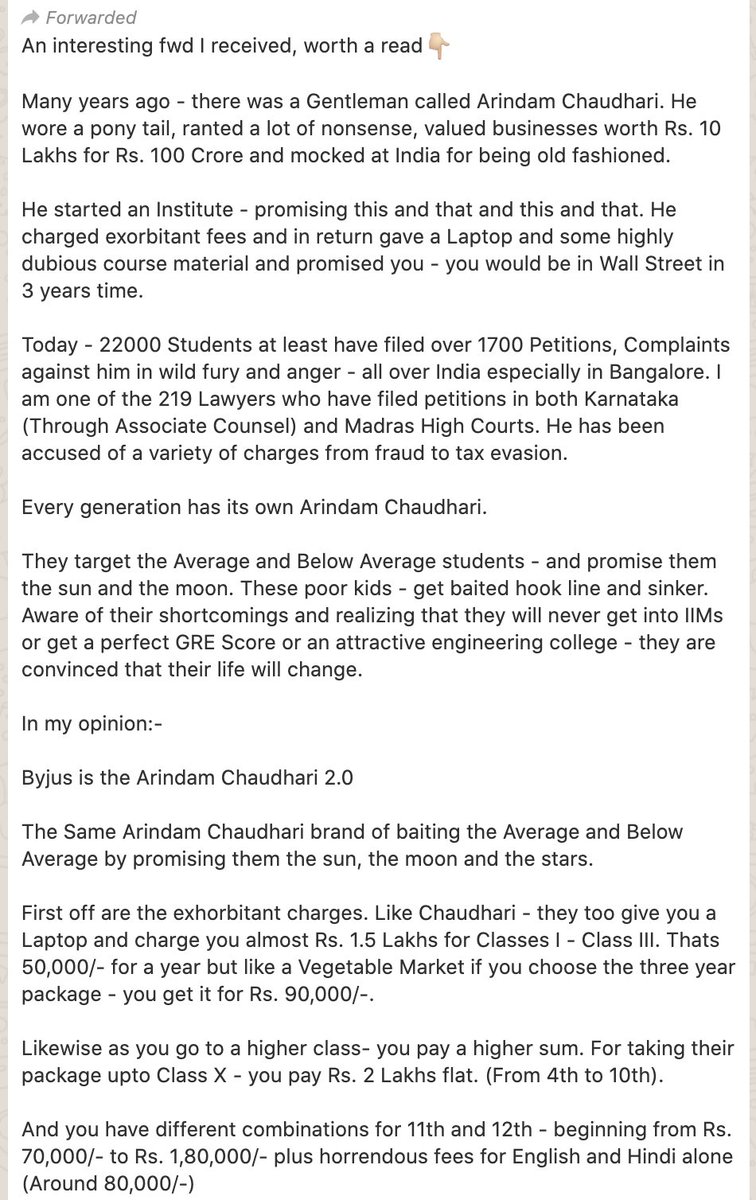 Forwarded
An interesting fwd I received, worth a read👇🏼
Many years ago - there was a Gentleman called Arindam Chaudhari. He
wore a pony tail, ranted a lot of nonsense, valued businesses worth Rs. 10
Lakhs for Rs. 100 Crore and mocked at India for being old fashioned.
He started an Institute - promising this and that and this and that. He
charged exorbitant fees and in return gave a Laptop and some highly
dubious course material and promised you - you would be in Wall Street in
3 years time.
Today - 22000 Students at least have filed over 1700 Petitions, Complaints
against him in wild fury and anger - all over India especially in Bangalore. I
am one of the 219 Lawyers who have filed petitions in both Karnataka
(Through Associate Counsel) and Madras High Courts. He has been
accused of a variety of charges from fraud to tax evasion.
Every generation has its own Arindam Chaudhari.
They target the Average and Below Average students - and promise them
the sun and the moon. These poor kids - get baited hook line and sinker.
Aware of their shortcomings and realizing that they will never get into IIMs
or get a perfect GRE Score or an attractive engineering college - they are
convinced that their life will change.
In my opinion:-
Byjus is the Arindam Chaudhari 2.0
The Same Arindam Chaudhari brand of baiting the Average and Below
Average by promising them the sun, the moon and the stars.
First off are the exhorbitant charges. Like Chaudhari - they too give you a
Laptop and charge you almost Rs. 1.5 Lakhs for Classes I - Class III. Thats
50,000/- for a year but like a Vegetable Market if you choose the three year
package - you get it for Rs. 90,000/-.
Likewise as you go to a higher class- you pay a higher sum. For taking their
package upto Class X - you pay Rs. 2 Lakhs flat. (From 4th to 10th).
And you have different combinations for 11th and 12th - beginning from Rs.
70,000/- to Rs. 1,80,000/- plus horrendous fees for English and Hindi alone
(Around 80,000/-)